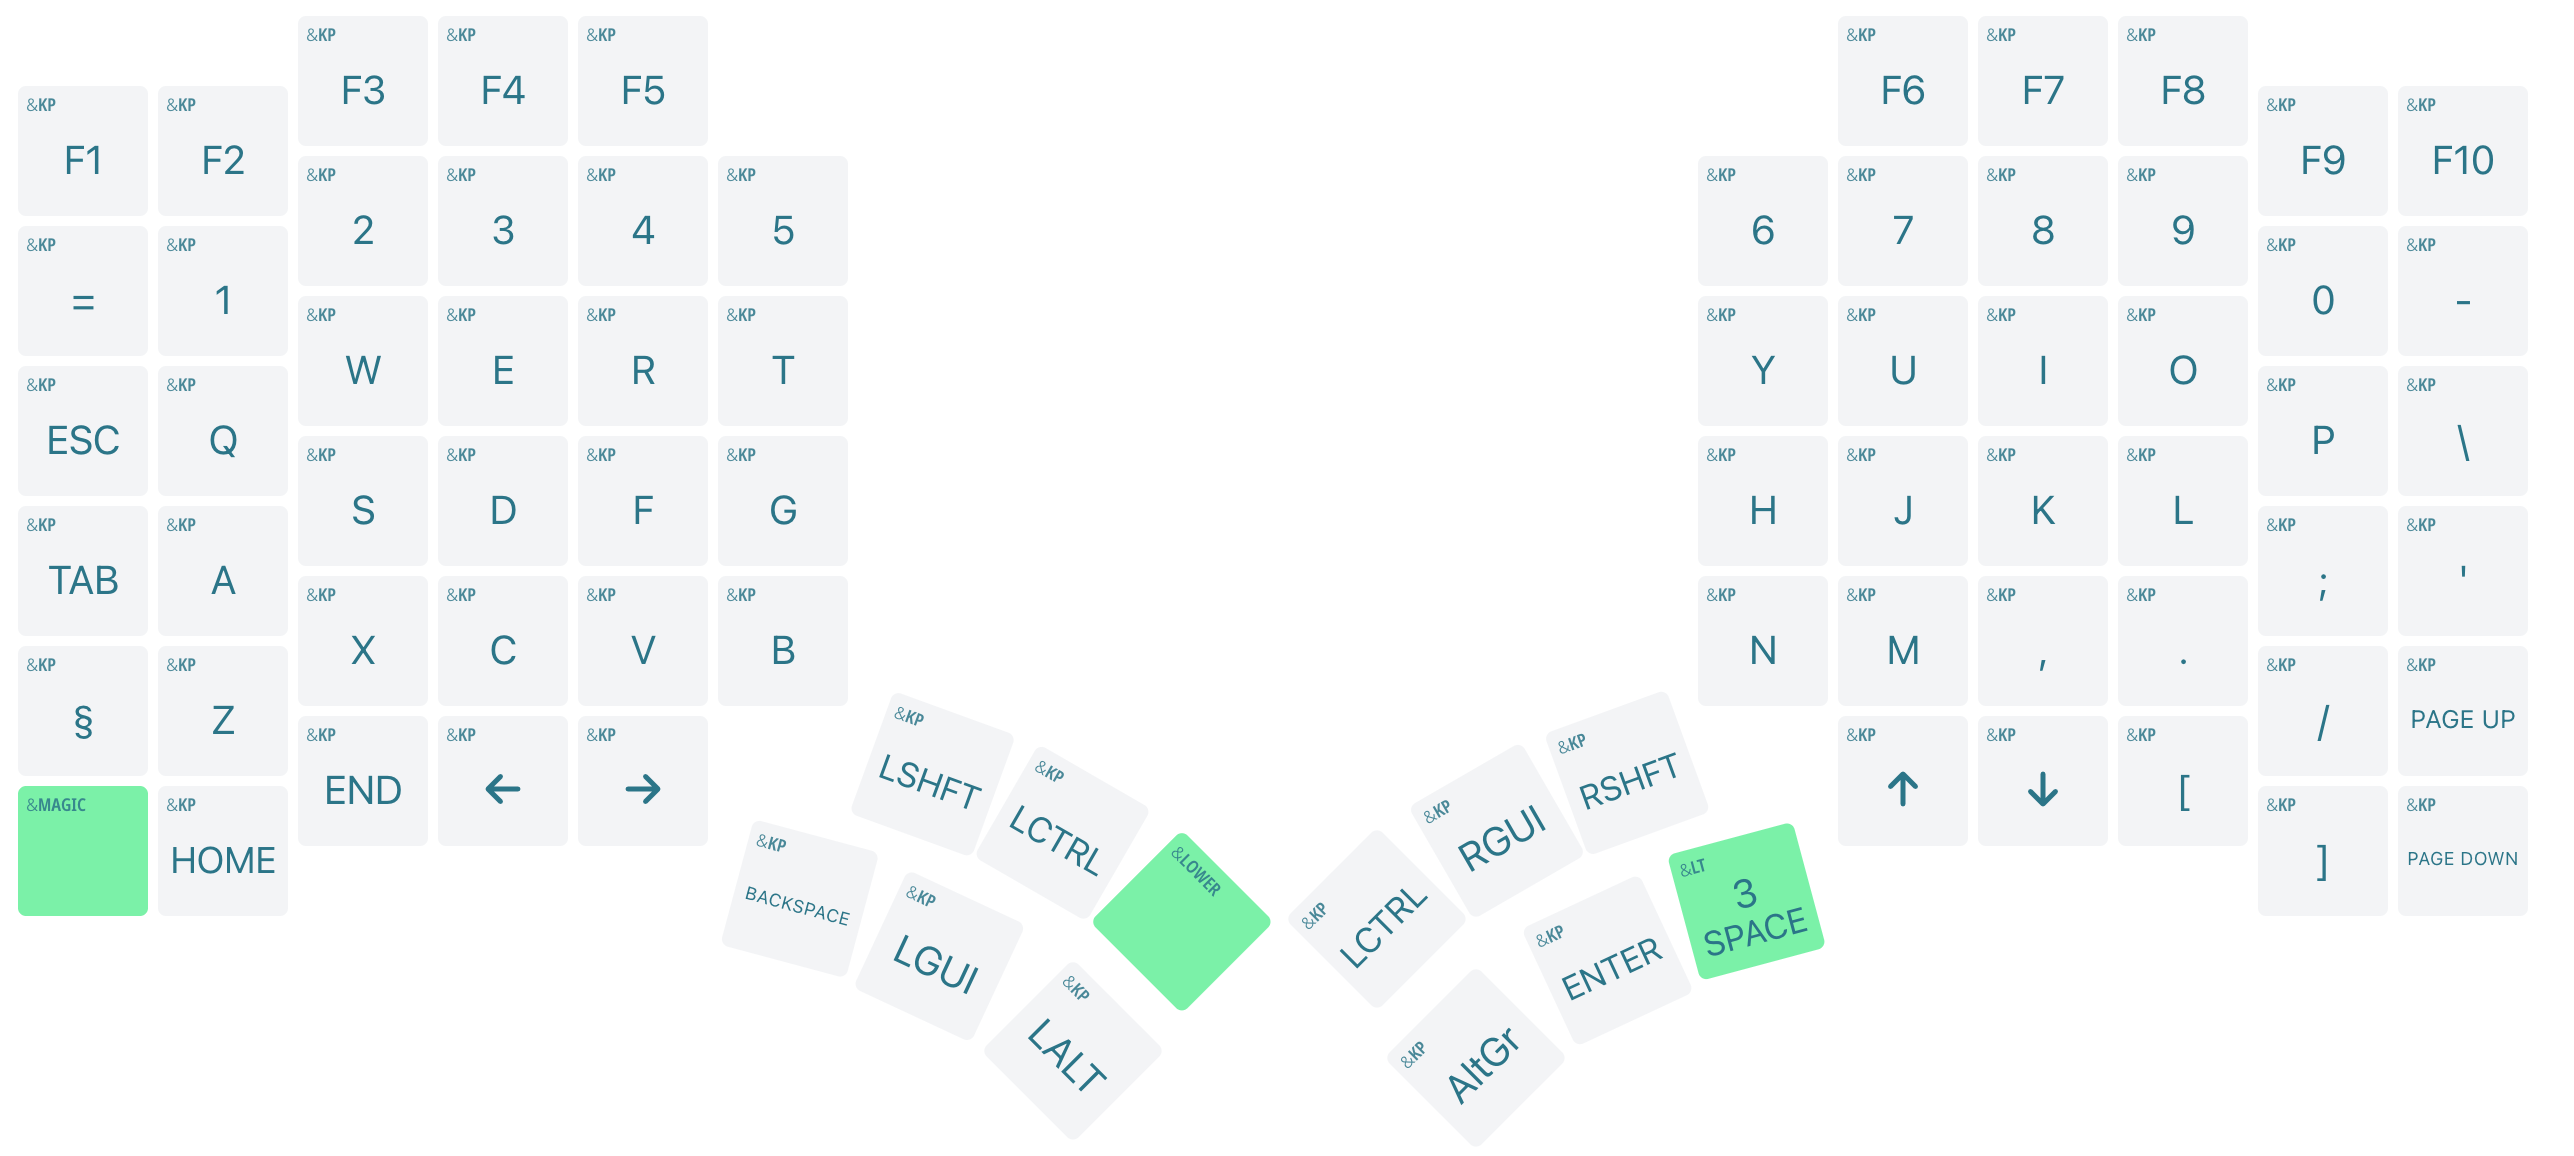 &KP F3
&KP F4
&KP F5
&KP F6
&KP F7
&KP F8
&KP F1
&KP F2
&KP F9
&KP F10
&KP 2
&KP 3
&KP 4
&KP 5
&KP 6
&KP 7
&KP 8
&KP 9
&KP =
&KP 1
&KP 0
&KP -
&KP W
&KP E
&KP R
&KP T
&KP Y
&KP U
&KP I
&KP O
&KP ESC
&KP Q
&KP P
&KP \
&KP S
&KP D
&KP F
&KP G
&KP H
&KP J
&KP K
&KP L
&KP TAB
&KP A
&KP ;
&KP '
&KP X
&KP C
&KP V
&KP B
&KP N
&KP M
&KP ,
&KP .
&KP §
&KP Z
&KP /
&KP PAGE UP
&KP END
&KP ←
&KP →
&KP LSHFT
&KP LCTRL
&KP RGUI
&KP RSHFT
&KP ↑
&KP ↓
&KP [
&MAGIC
&KP HOME
&KP ]
&KP PAGE DOWN
&KP BACKSPACE
&KP LGUI
&LOWER
&KP LCTRL
&KP ENTER
&LT 3
SPACE
&KP LALT
&KP AltGr